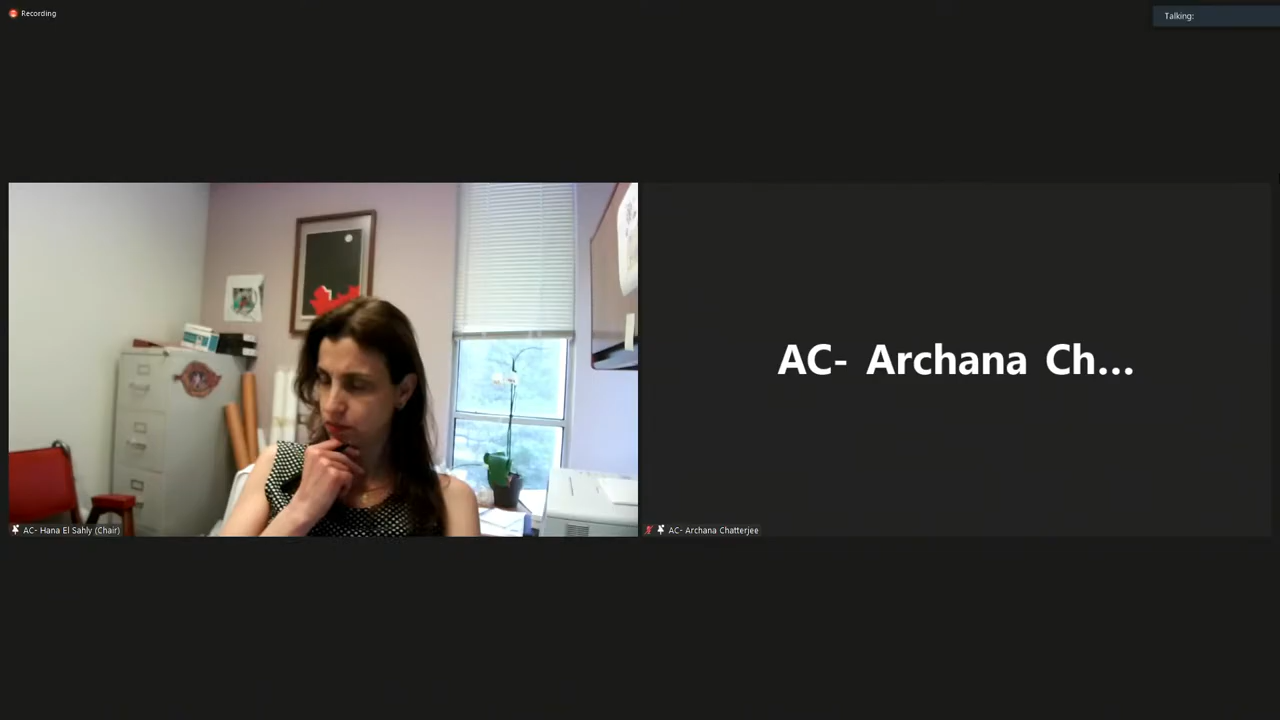 Recording
Talking:
AC- Archana Ch...
AC- Hana El Sahly (Chair)
AC- Archana Chatterjee